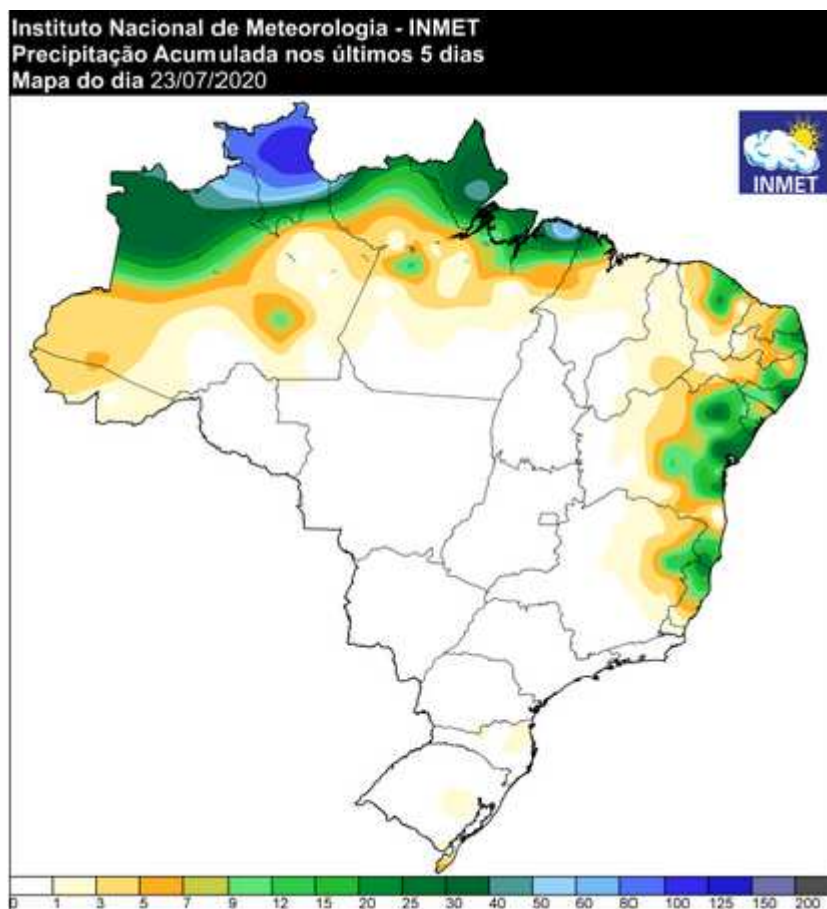 Instituto Nacional de Meteorologia - INMET
Precipitação Acumulada nos últimos 5 dias
Mapa do dia 23/07/2020
INMET
0 1 3 5 7 9 12 15 20 25 30 40 50 60 80 100 125 150 200